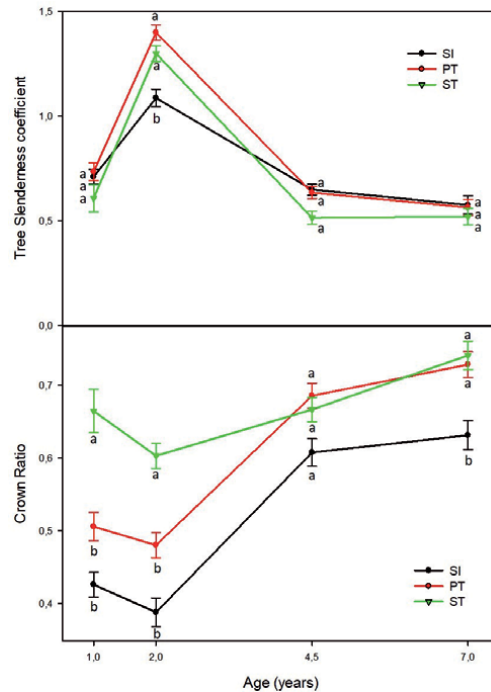 1,5
SI
PT
ST
a
a
b
1,0
Tree Slenderness coefficient
a
a
a
a
a
a
0,5
a
a
a
0,0
a
a
0,7
a
a
a
a
0,6
b
a
Crown Ratio
b
0,5
b
b
b
0,4
SI
PT
ST
1,0
2,0
4,5
7,0
Age (years)